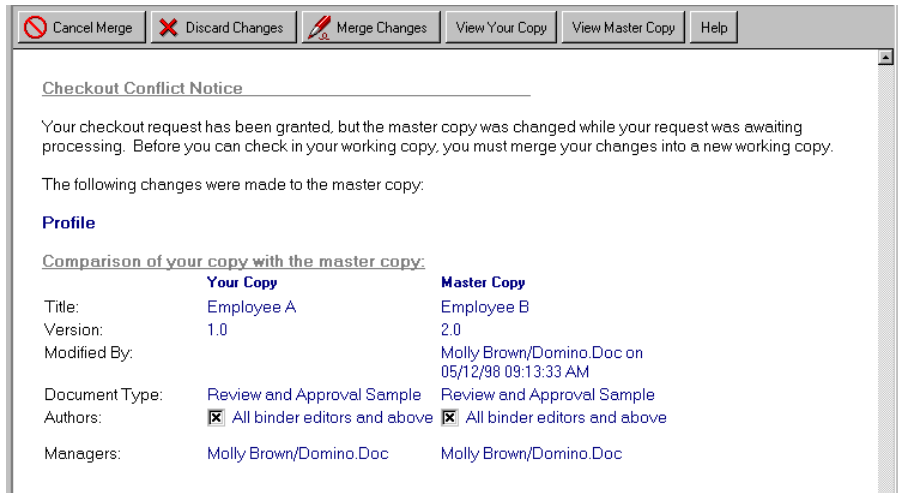 Cancel Merge Discard Changes Merge Changes View Your Copy View Master Copy Help
Checkout Conflict Notice
Your checkout request has been granted, but the master copy was changed while your request was awaiting
processing. Before you can check in your working copy, you must merge your changes into a new working copy.
The following changes were made to the master copy:
Profile
Comparison of your copy with the master copy:
Your Copy Master Copy
Title: Employee A Employee B
Version: 1.0 2.0
Modified By: Molly Brown/Domino.Doc on
05/12/98 09:13:33 AM
Document Type: Review and Approval Sample Review and Approval Sample
Authors: All binder editors and above All binder editors and above
Managers: Molly Brown/Domino.Doc Molly Brown/Domino.Doc